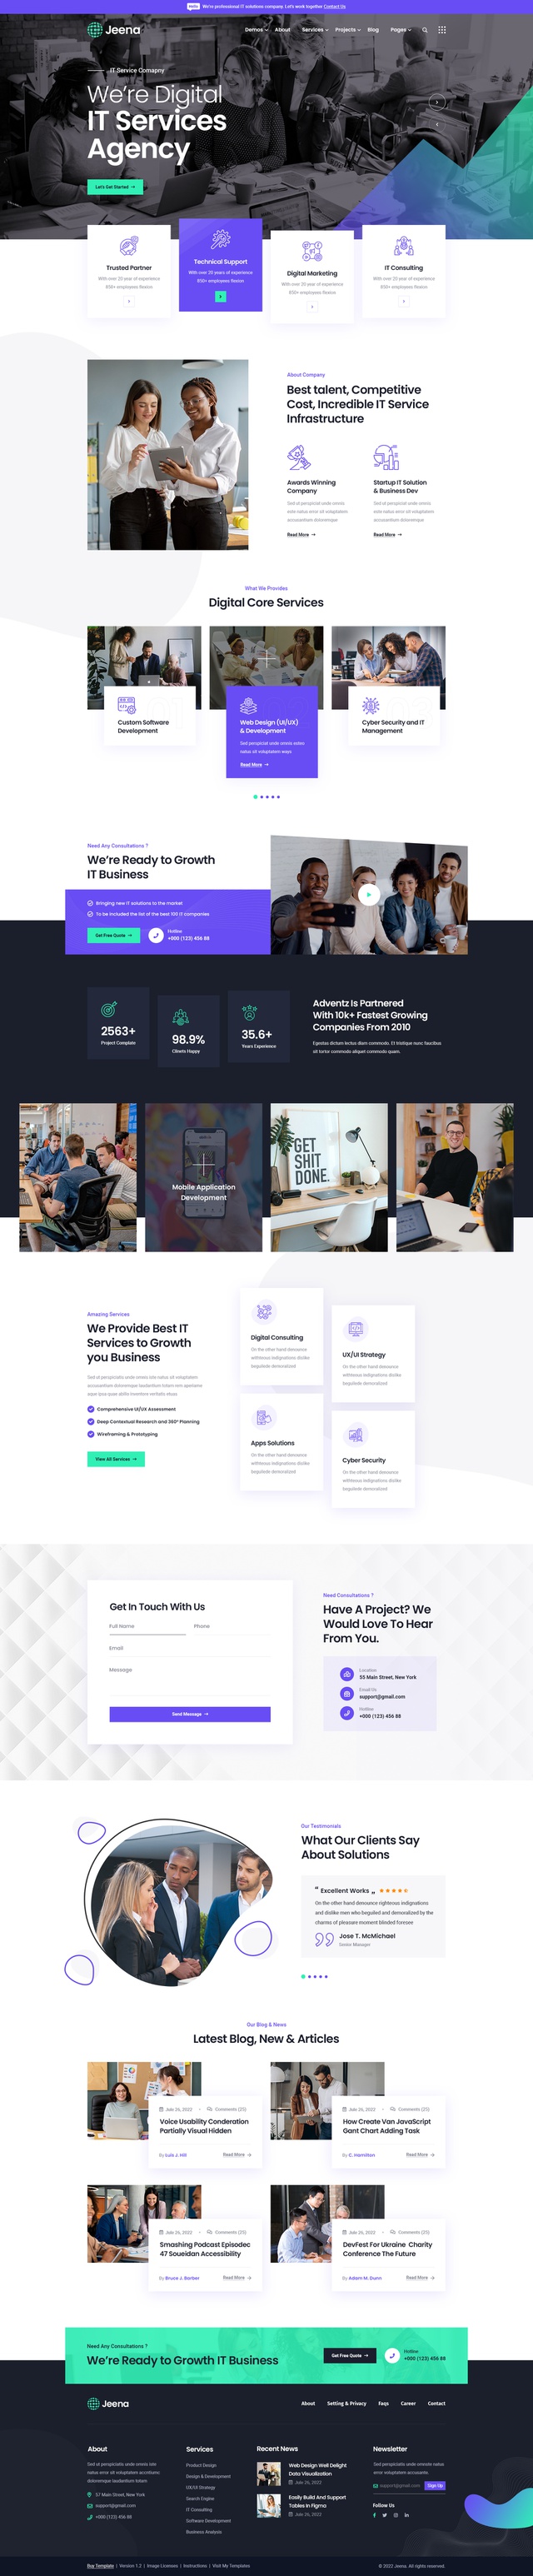 Hello We're professional IT solutions company. Let's work together Contact Us
Jeena
Demos About Services Projects Blog Pages
IT Service Comapny
We're Digital
IT Services
Agency
Let's Get Started
Trusted Partner
With over 20 year of experience
850+ employees flexion
Technical Support
With over 20 years of experience
850+ employees flexion
Digital Marketing
With over 20 year of experience
850+ employees flexion
IT Consulting
With over 20 year of experience
850+ employees flexion
About Company
Best talent, Competitive
Cost, Incredible IT Service
Infrastructure
Awards Winning
Company
Sed ut perspiciat unde omnis
este natus error sit voluptatem
accusantium doloremque
Read More
Startup IT Solution
& Business Dev
Sed ut perspiciat unde omnis
este natus error sit voluptatem
accusantium doloremque
Read More
What We Provides
Digital Core Services
Custom Software
Development
Web Design (UI/UX)
& Development
Sed perspiciat unde omnis esteo
natus sit voluptatem ways
Read More
Cyber Security and IT
Management
Need Any Consultations ?
We're Ready to Growth
IT Business
Bringing new IT solutions to the market
To be included the list of the best 100 IT companies
Get Free Quote
Hotline
+000 (123) 456 88
2563+
Project Complate
98.9%
Clinets Happy
35.6+
Years Experience
Adventz Is Partnered
With 10k+ Fastest Growing
Companies From 2010
Egestas dictum lectus diam commodo. Et tristique nunc faucibus
sit tortor commodo aliquet commodo quam.
Mobile Application
Development
GET
SHIT
DONE.
Amazing Services
We Provide Best IT
Services to Growth
you Business
Sed ut perspiciatis unde omnis iste natus sit voluptatem
accusantium doloremque laudantium totam rem aperiame
eque ipsa quae abillo inventore veritatis
Comprehensive UI/UX Assessment
Deep Contextual Research and 360º Planning
Wireframing & Prototyping
View All Services
Digital Consulting
On the other hand denounce
withteous indignations dislike
beguilede demoralized
UX/UI Strategy
On the other hand denounce
withteous indignations dislike
beguilede demoralized
Apps Solutions
On the other hand denounce
withteous indignations dislike
beguilede demoralized
Cyber Security
On the other hand denounce
withteous indignations dislike
beguilede demoralized
Get In Touch With Us
Full Name Phone
Email
Message
Send Message
Need Consultations ?
Have A Project? We
Would Love To Hear
From You.
Location
55 Main Street, New York
Email Us
support@gmail.com
Hotline
+000 (123) 456 88
Our Testimonials
What Our Clients Say
About Solutions
“ Excellent Works „
On the other hand denounce righteous indignations
and dislike men who beguiled and demoralized by the
charms of pleasure moment blinded foresee
Jose T. McMichael
Senior Manager
Our Blog & News
Latest Blog, New & Articles
July 26, 2022 Comments (25)
Voice Usability Conderation
Partially Visual Hidden
By Luis J. Hill Read More
July 26, 2022 Comments (25)
How Create Van JavaScript
Gant Chart Adding Task
By C. Hamilton Read More
July 26, 2022 Comments (25)
Smashing Podcast Episodec
47 Soueidan Accessibility
By Bruce J. Barber Read More
July 26, 2022 Comments (25)
DevFest For Ukraine Charity
Conference The Future
By Adam M. Dunn Read More
Need Any Consultations ?
We're Ready to Growth IT Business
Get Free Quote
Hotline
+000 (123) 456 88
Jeena
About Setting & Privacy Faqs Career Contact
About
Sed ut perspiciatis unde omnis iste
natus error sit voluptatem accusthume
doloremque laudantium totam
57 Main Street, New York
support@gmail.com
+000 (123) 456 88
Services
Product Design
Design & Development
UX/UI Strategy
Search Engine
IT Consulting
Software Development
Business Analysis
Recent News
Web Design Well Delight
Data Visualization
July 26, 2022
Easily Build And Support
Tables In Figma
July 26, 2022
Newsletter
Sed ut perspiciatis unde omnete natus
error voluptatem accuses
support@gmail.com Sign Up
Follow Us
Buy Template | Version 1.2 | Image Licenses | Instructions | Visit My Templates
© 2022 Jeena. All rights reserved.